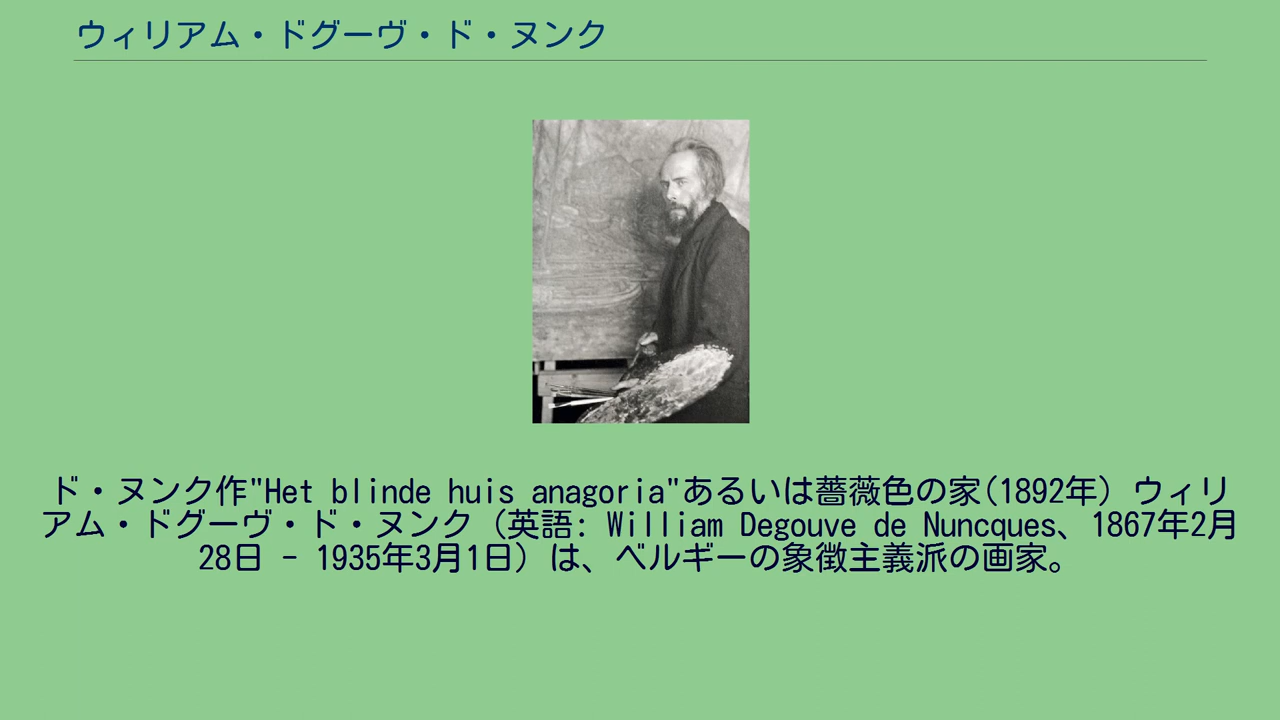 ウィリアム・ドグーヴ・ド・ヌンク
ド・ヌンク作"Het blinde huis anagoria"あるいは薔薇色の家(1892年) ウィリ
アム・ドグーヴ・ド・ヌンク（英語: William Degouve de Nuncques、1867年2月
28日 - 1935年3月1日）は、ベルギーの象徴主義派の画家。